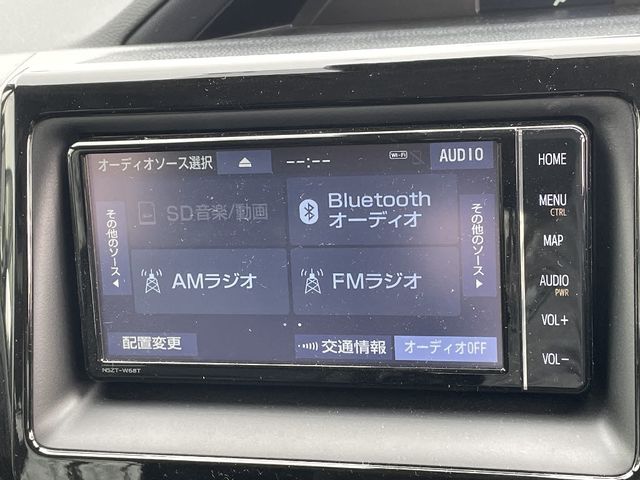 オーディオソース選択
--:--
Wi-Fi
AUDIO
その他のソース
SD音楽/動画
Bluetooth
オーディオ
その他のソース
AMラジオ
FMラジオ
配置変更
交通情報
オーディオOFF
NSZT-W68T
HOME
MENU
CTRL
MAP
AUDIO
PWR
VOL+
VOL-